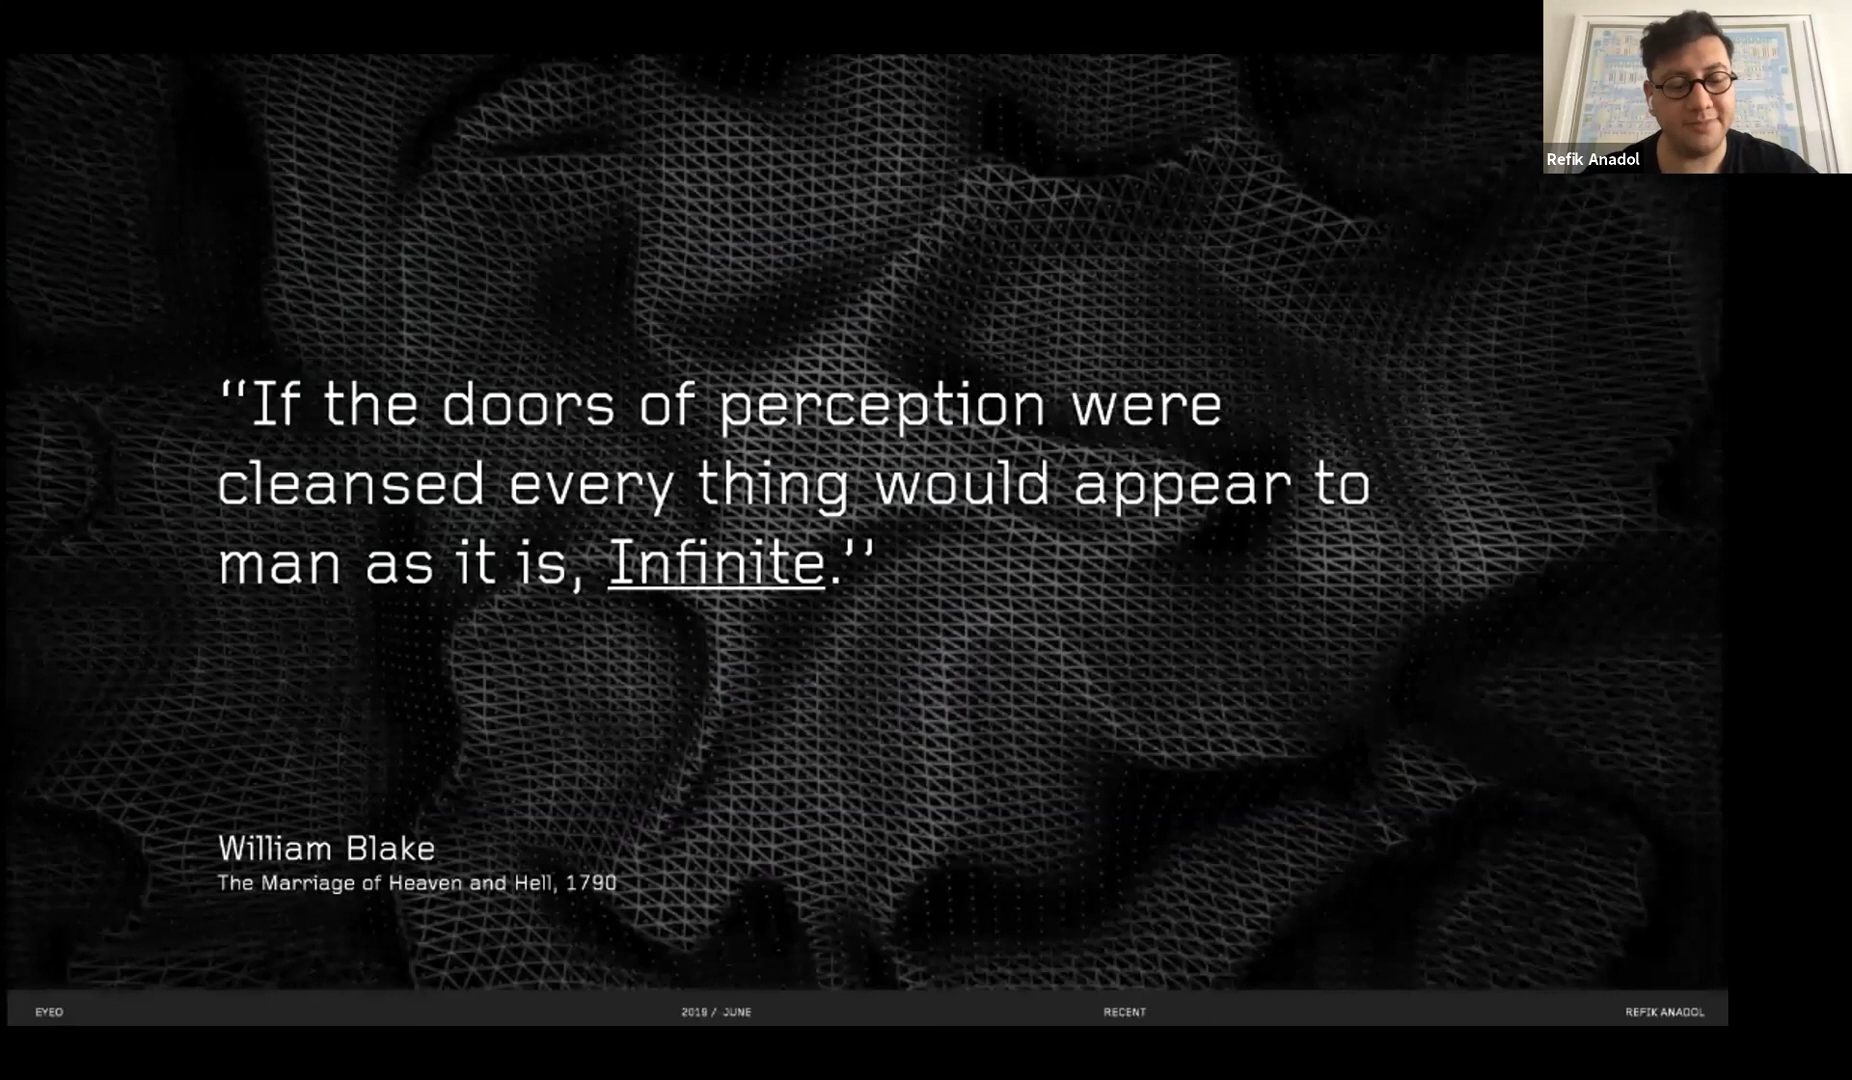 Refik Anadol
“If the doors of perception were
cleansed every thing would appear to
man as it is, Infinite.”
William Blake
The Marriage of Heaven and Hell, 1790
EYEO
2019 / JUNE
RECENT
REFIK ANADOL